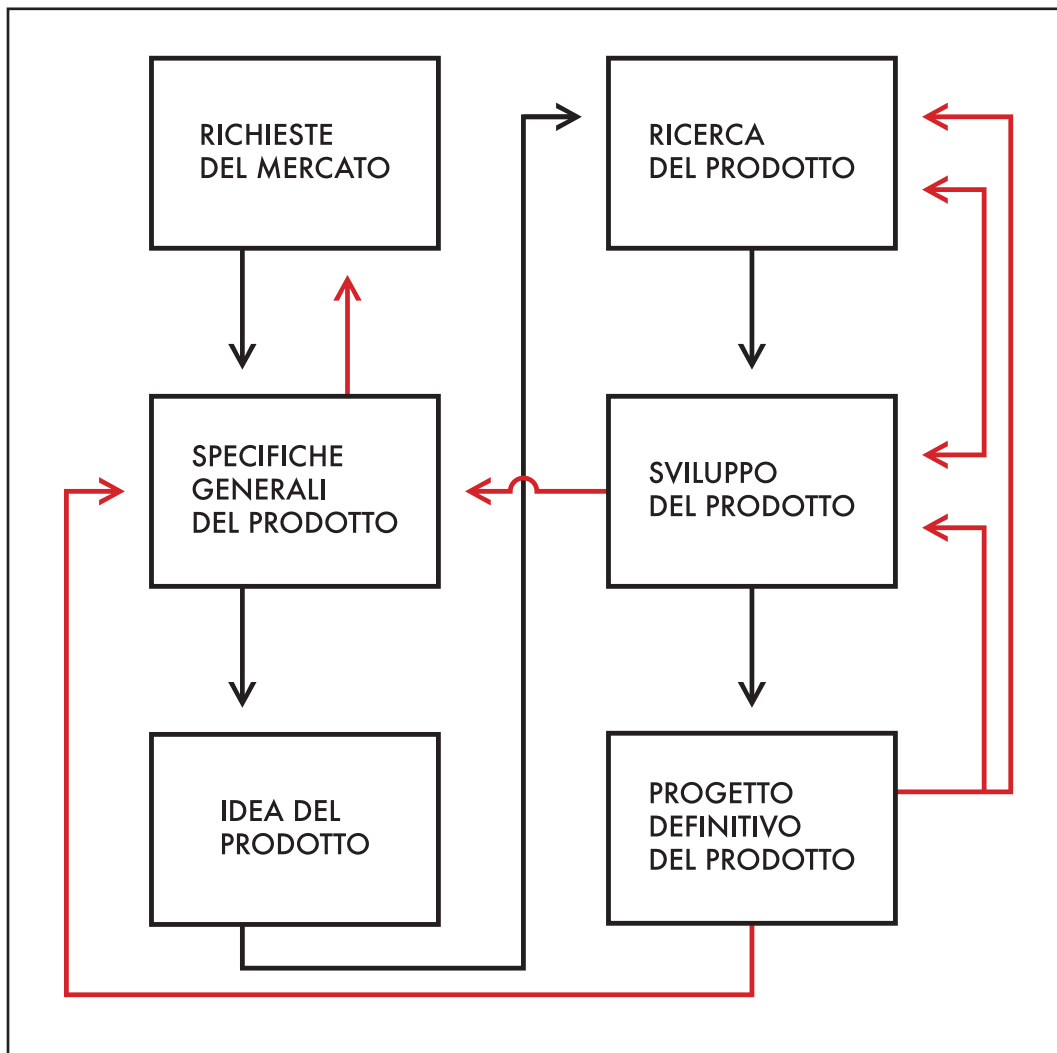 RICHIESTE
DEL MERCATO
SPECIFICHE
GENERALI
DEL PRODOTTO
IDEA DEL
PRODOTTO
RICERCA
DEL PRODOTTO
SVILUPPO
DEL PRODOTTO
PROGETTO
DEFINITIVO
DEL PRODOTTO